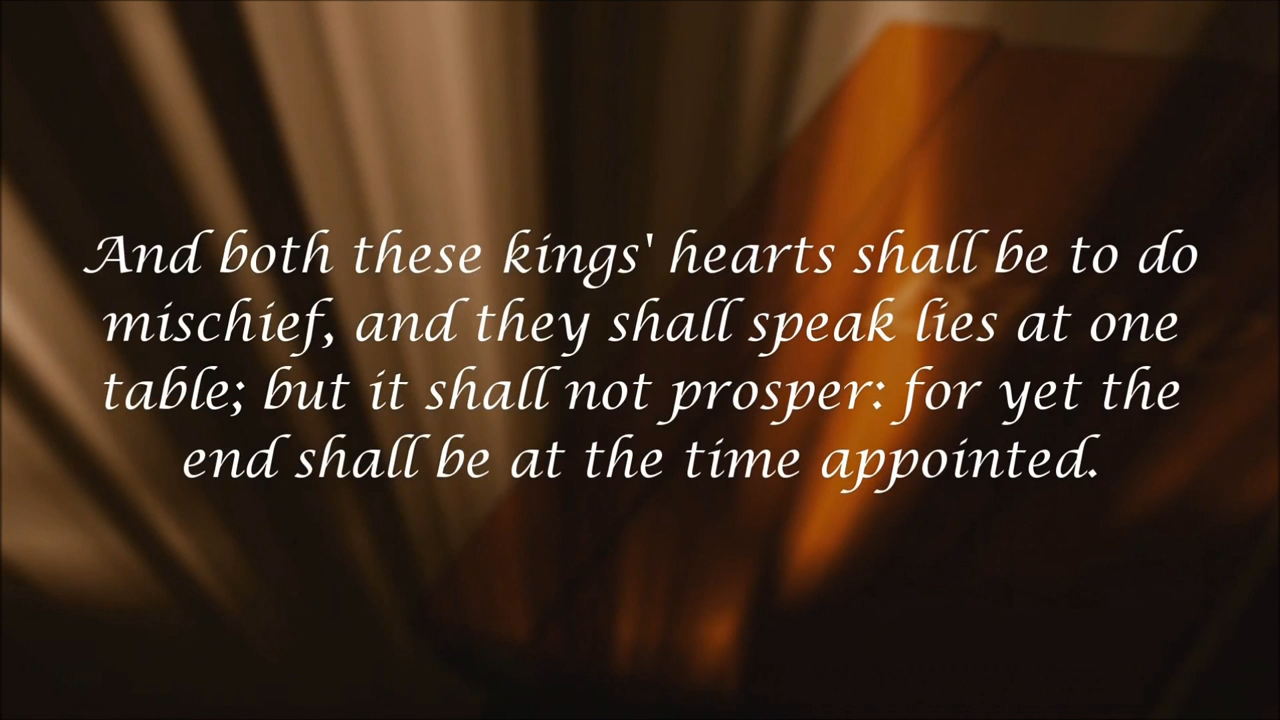 And both these kings' hearts shall be to do
mischief, and they shall speak lies at one
table; but it shall not prosper: for yet the
end shall be at the time appointed.